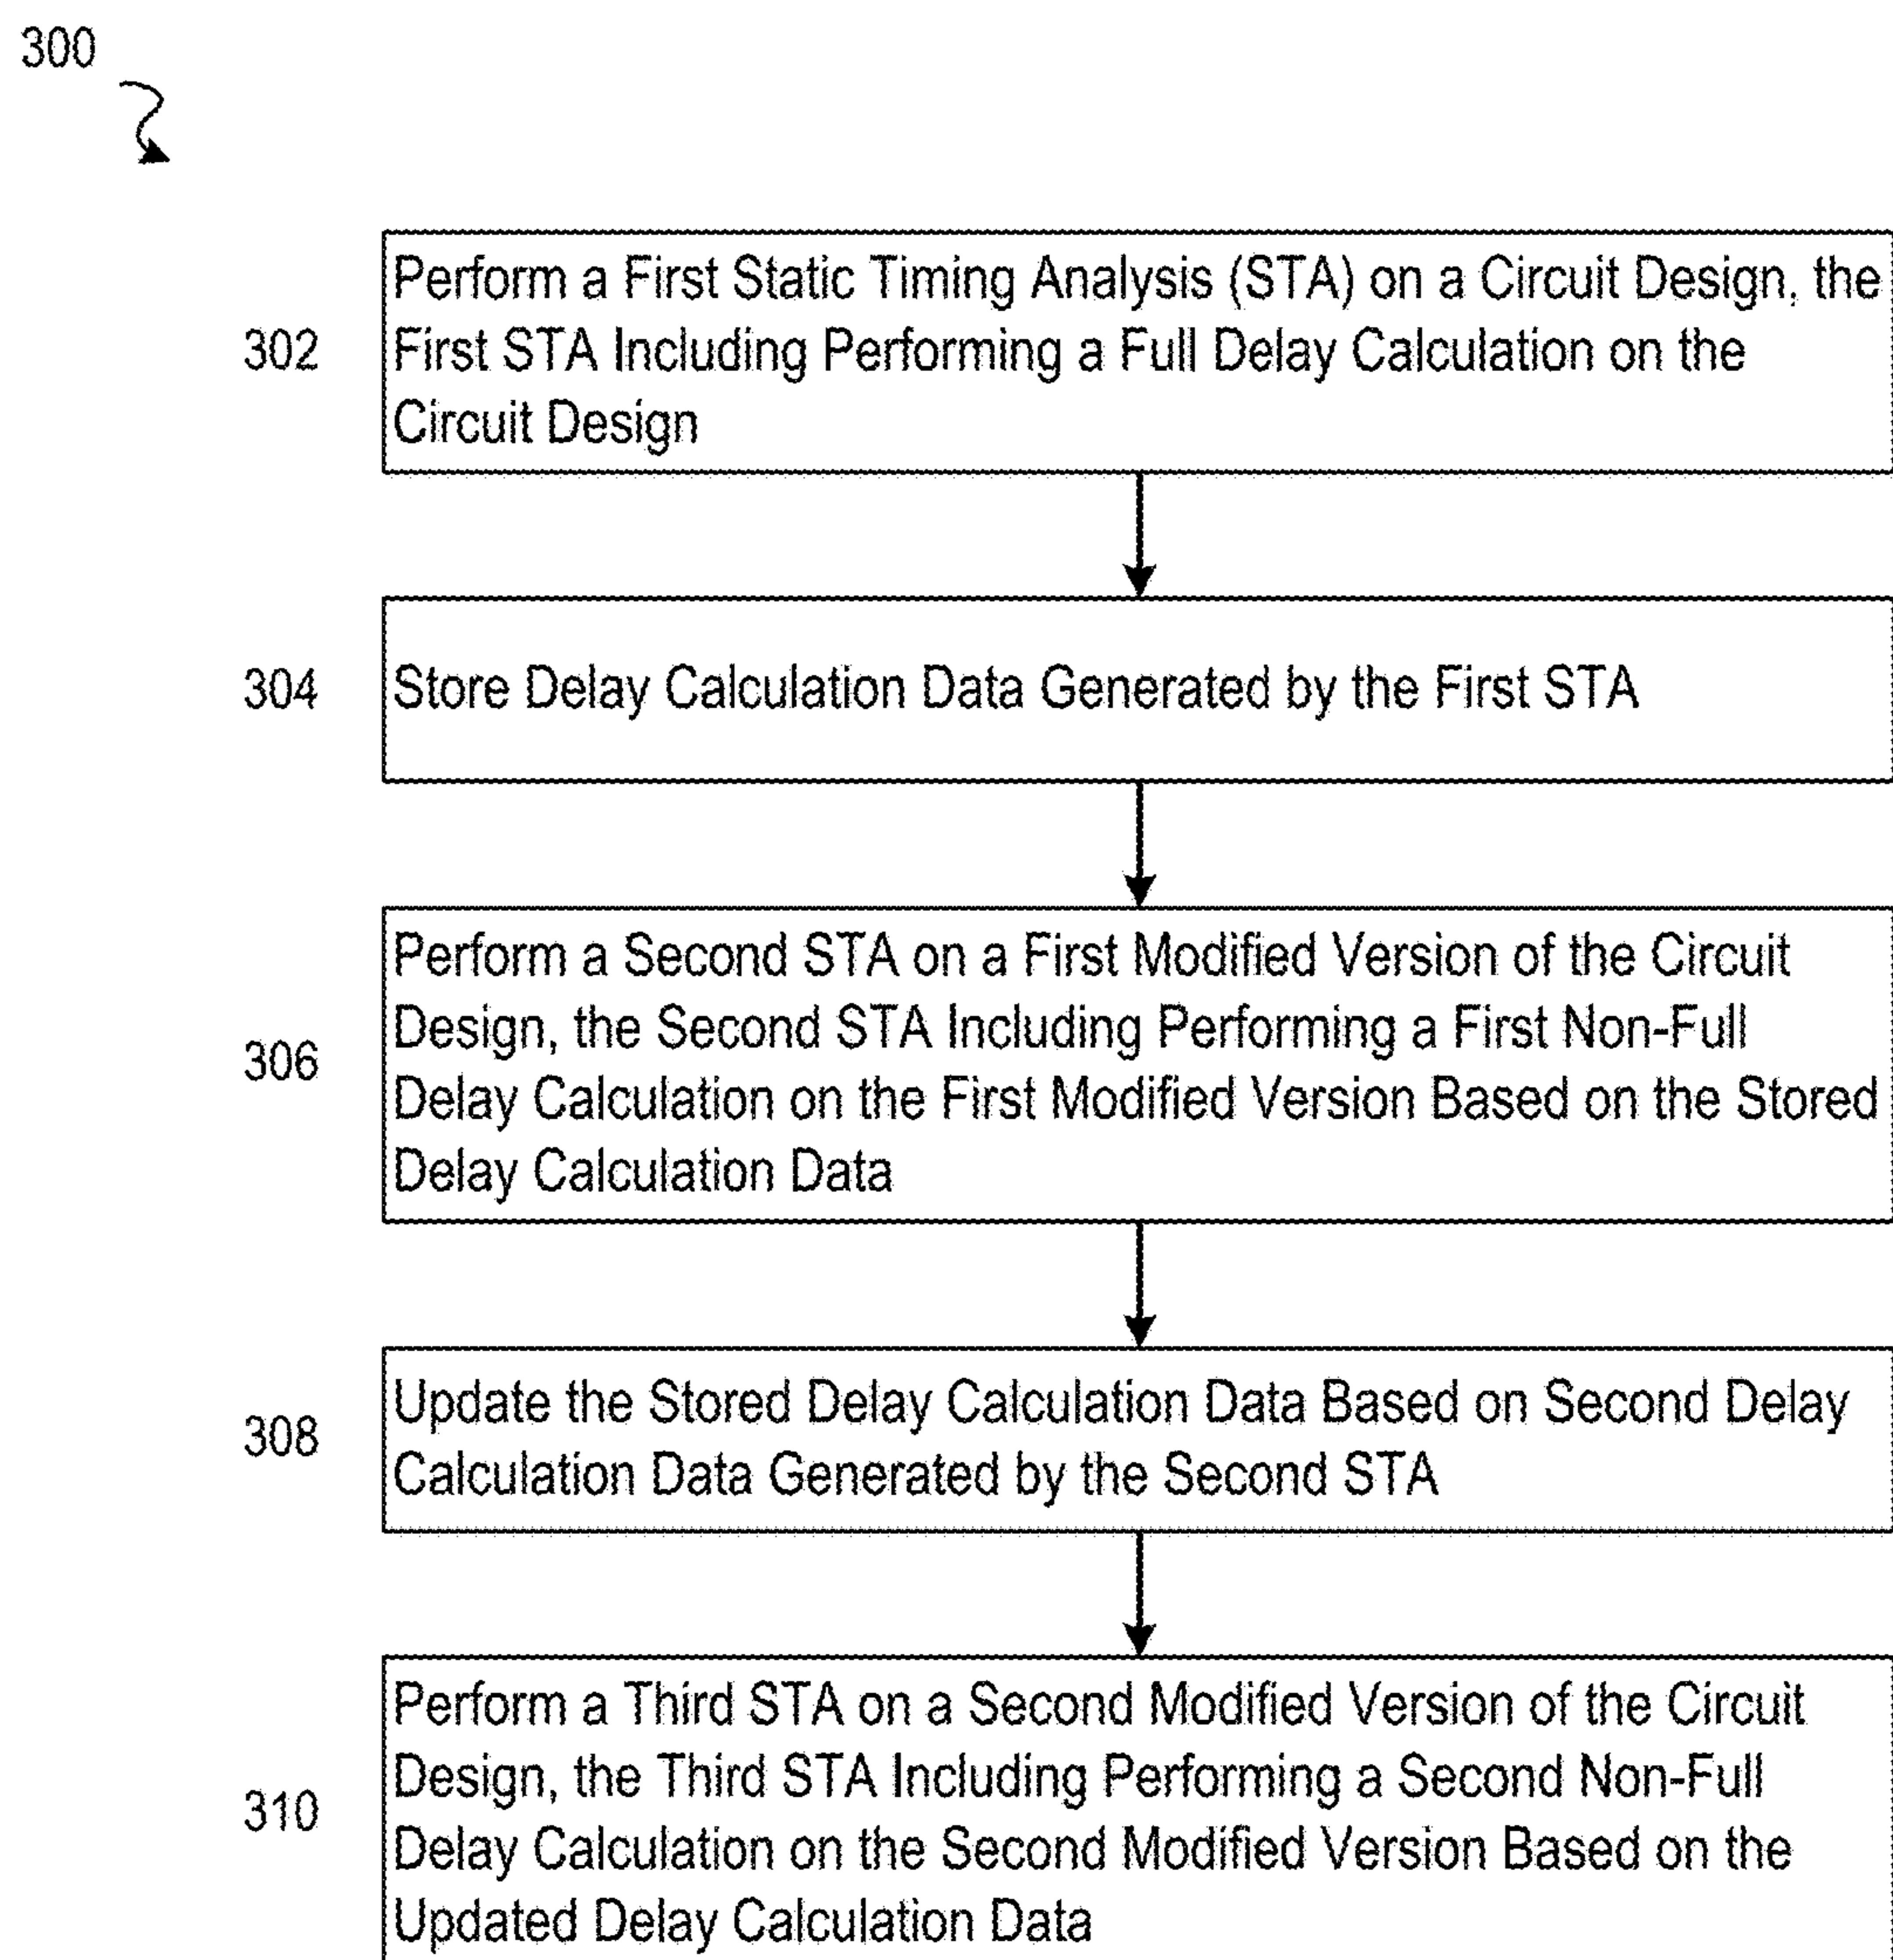 300
302
Perform a First Static Timing Analysis (STA) on a Circuit Design, the
First STA Including Performing a Full Delay Calculation on the
Circuit Design
304
Store Delay Calculation Data Generated by the First STA
306
Perform a Second STA on a First Modified Version of the Circuit
Design, the Second STA Including Performing a First Non-Full
Delay Calculation on the First Modified Version Based on the Stored
Delay Calculation Data
308
Update the Stored Delay Calculation Data Based on Second Delay
Calculation Data Generated by the Second STA
310
Perform a Third STA on a Second Modified Version of the Circuit
Design, the Third STA Including Performing a Second Non-Full
Delay Calculation on the Second Modified Version Based on the
Updated Delay Calculation Data